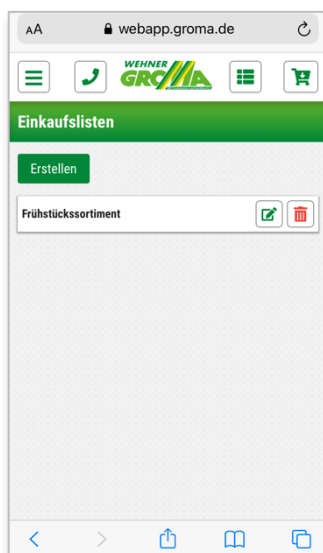 AA webapp.groma.de
WEHNER
GROMA
Einkaufslisten
Erstellen
Frühstückssortiment